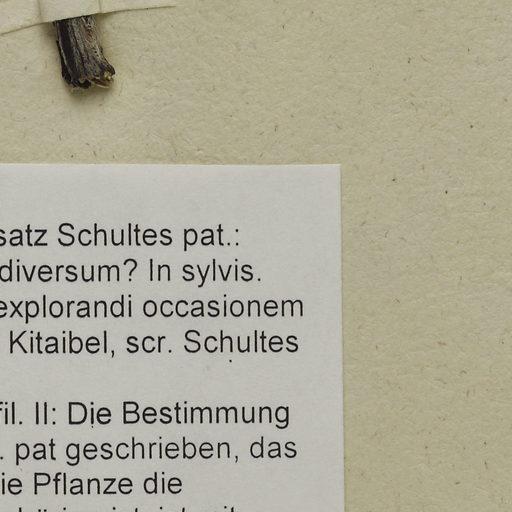 satz Schultes pat.:
diversum? In sylvis.
explorandi occasionem
Kitaibel, scr. Schultes
fil. II: Die Bestimmung
. pat geschrieben, das
ie Pflanze die